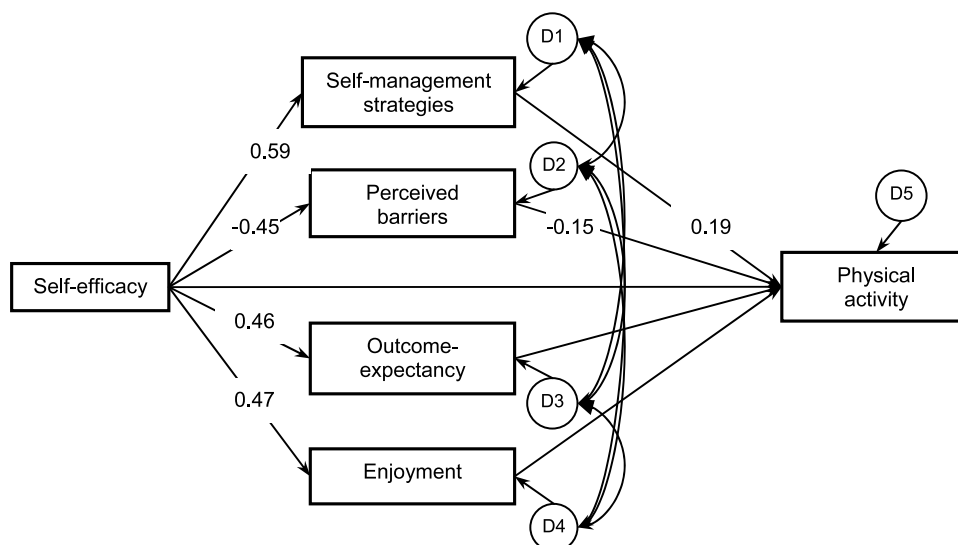 D1
Self-management
strategies
0.59
D2
Perceived
barriers
-0.45
-0.15
0.19
D5
Self-efficacy
Physical
activity
0.46
Outcome-
expectancy
0.47
D3
Enjoyment
D4